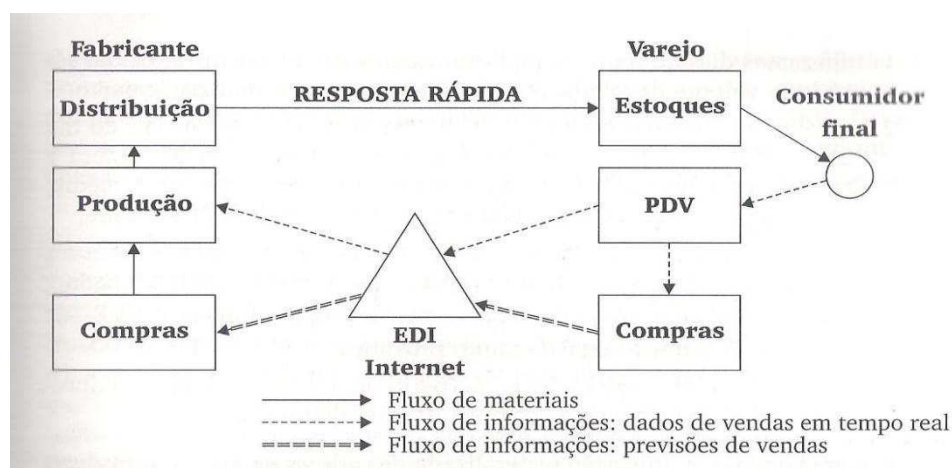 Fabricante
Varejo
Distribuição
RESPOSTA RÁPIDA
Estoques
Consumidor
final
Produção
PDV
Compras
EDI
Internet
Compras
Fluxo de materiais
Fluxo de informações: dados de vendas em tempo real
Fluxo de informações: previsões de vendas